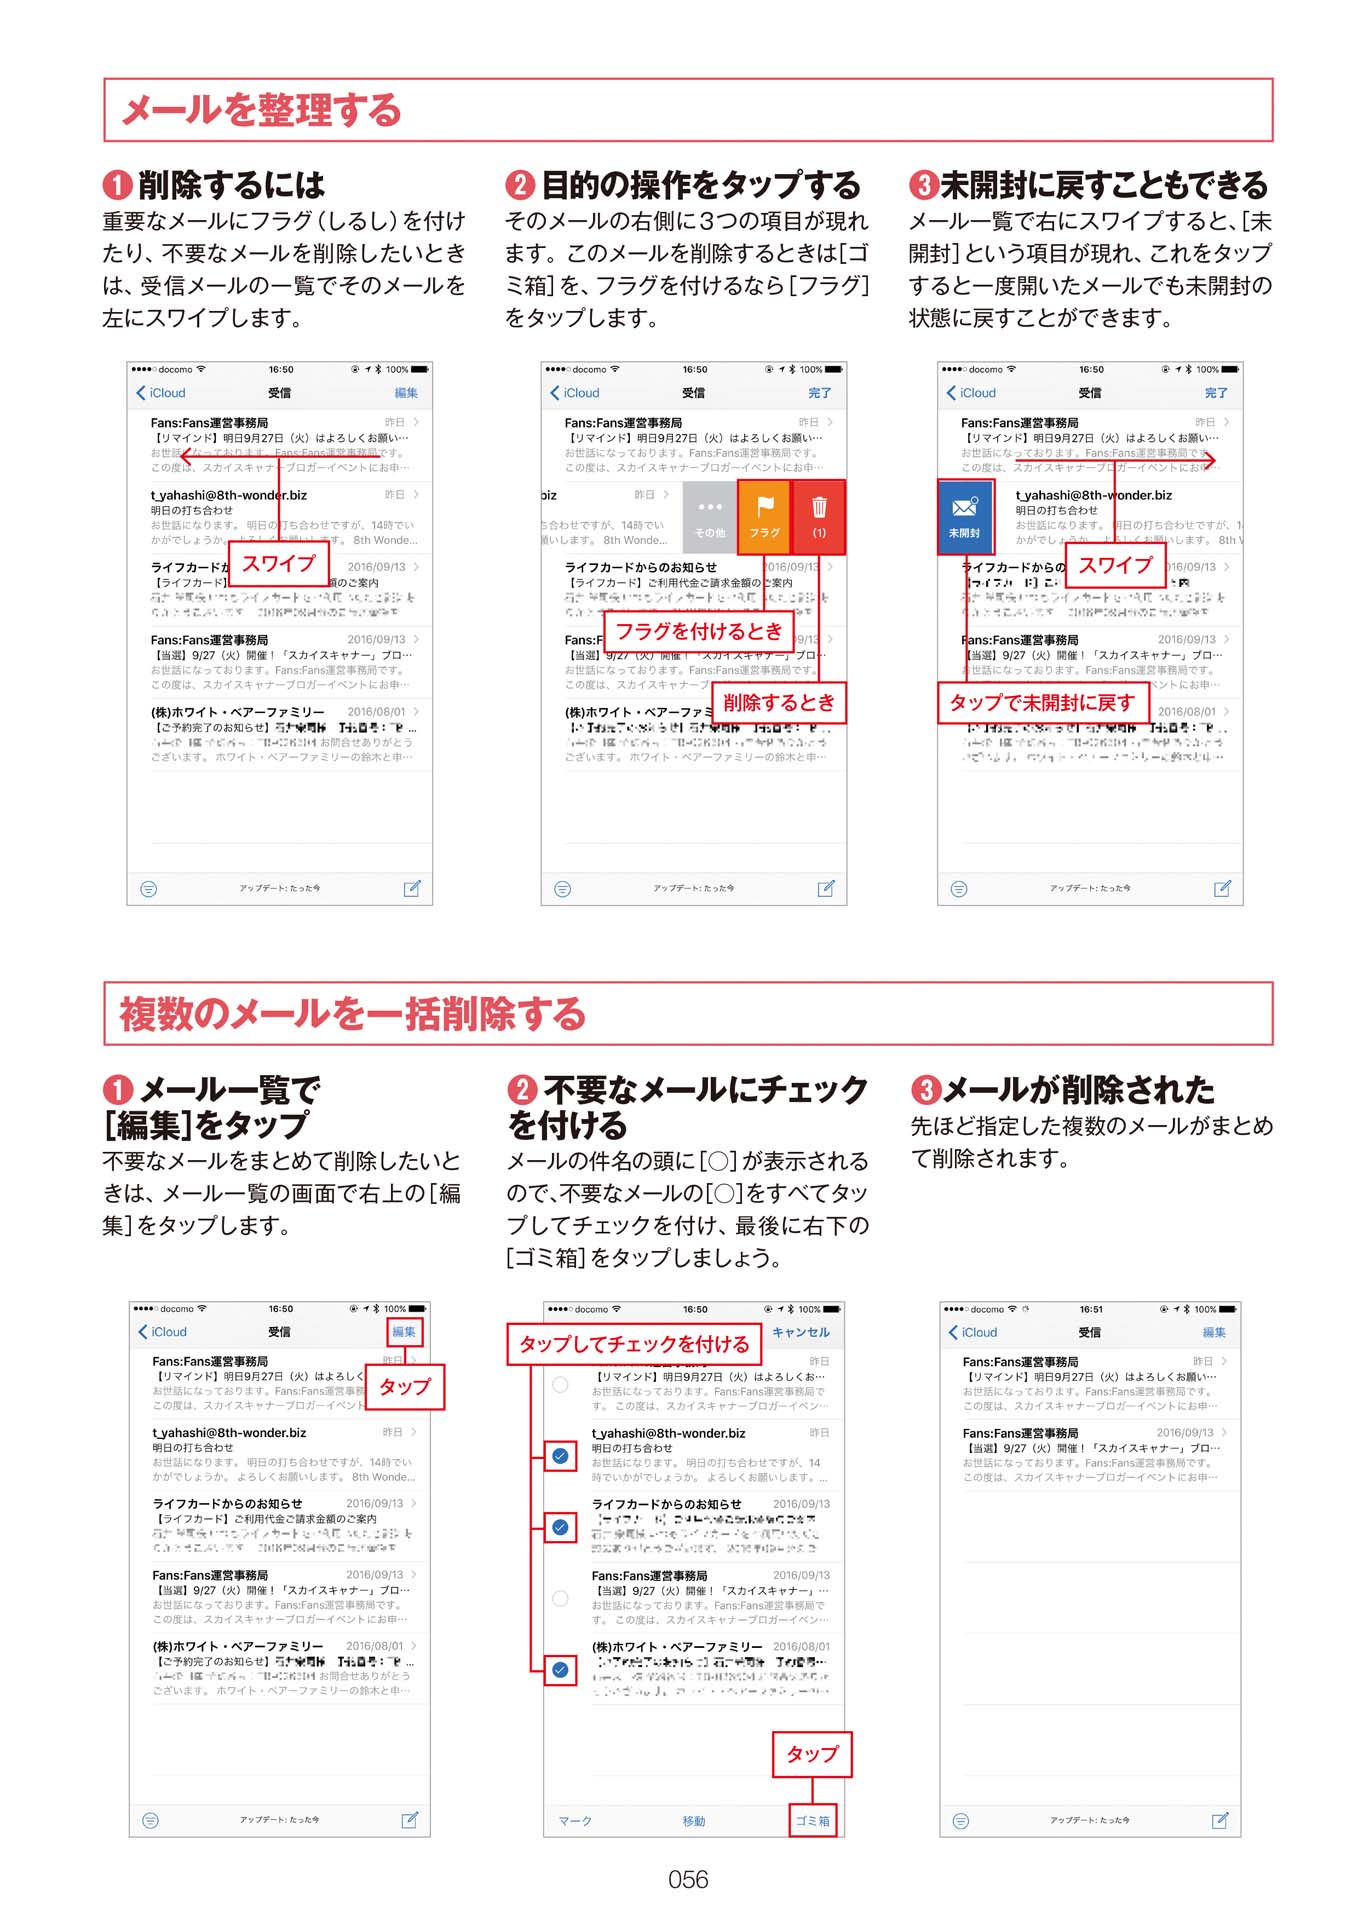 メールを整理する
❶ 削除するには
重要なメールにフラグ（しるし）を付け
たり、不要なメールを削除したいとき
は、受信メールの一覧でそのメールを
左にスワイプします。
❷ 目的の操作をタップする
そのメールの右側に３つの項目が現れ
ます。このメールを削除するときは［ゴ
ミ箱］を、フラグを付けるなら［フラグ］
をタップします。
❸未開封に戻すこともできる
メール一覧で右にスワイプすると、［未
開封］という項目が現れ、これをタップ
すると一度開いたメールでも未開封の
状態に戻すことができます。
docomo 16:50 100%
iCloud 受信 編集
Fans:Fans運営事務局 昨日
【リマインド】明日9月27日（火）はよろしくお願い…
お世話になっております。Fans:Fans運営事務局です。
この度は、スカイスキャナーブロガーイベントにお申…
t_yahashi@8th-wonder.biz 昨日
明日の打ち合わせ
お世話になります。 明日の打ち合わせですが、14時でい
かがでしょうか。よろしくお願いします。 8th Wonde...
スワイプ
ライフカードか 2016/09/13
【ライフカード】 額のご案内
Fans:Fans運営事務局 2016/09/13
【当選】9/27（火）開催！「スカイスキャナー」ブロ…
お世話になっております。Fans:Fans運営事務局です。
この度は、スカイスキャナーブロガーイベントにお申…
(株)ホワイト・ベアーファミリー 2016/08/01
【ご予約完了のお知らせ】
お問合せありがとう
ございます。 ホワイト・ベアーファミリーの鈴木と申…
アップデート: たった今
docomo 16:50 100%
iCloud 受信 完了
Fans:Fans運営事務局 昨日
【リマインド】明日9月27日（火）はよろしくお願い…
お世話になっております。Fans:Fans運営事務局です。
この度は、スカイスキャナーブロガーイベントにお申…
biz 昨日
ち合わせですが、14時でい
願いします。 8th Wonde...
その他 フラグ (1)
ライフカードからのお知らせ 2016/09/13
【ライフカード】ご利用代金ご請求金額のご案内
フラグを付けるとき
Fans:F 9/13
【当選】9/27（火）開催！「スカイスキャナー」ブロ…
お世話になっております。Fans:Fans運営事務局です。
この度は、スカイスキャナーブロガーイベントにお申…
削除するとき
(株)ホワイト・ベアーファミ
ございます。 ホワイト・ベアーファミリーの鈴木と申…
アップデート: たった今
docomo 16:50 100%
iCloud 受信 完了
Fans:Fans運営事務局 昨日
【リマインド】明日9月27日（火）はよろしくお願い…
お世話になっております。Fans:Fans運営事務局です。
この度は、スカイスキャナーブロガーイベントにお申…
未開封
t_yahashi@8th-wonder.biz
明日の打ち合わせ
お世話になります。 明日の打ち合わせですが、1
かがでしょうか。よろしくお願いします。 8th W
スワイプ
ライフカードからの 16/09/13
Fans:Fans運営事務局 2016/09/13
【当選】9/27（火）開催！「スカイスキャナー」ブロ…
お世話になっております。Fans:Fans運営事務局です。
この度は、スカイスキャナーブロガーイベントにお申…
タップで未開封に戻す
16/08/01
アップデート: たった今
複数のメールを一括削除する
❶ メール一覧で
［編集］をタップ
不要なメールをまとめて削除したいと
きは、メール一覧の画面で右上の［編
集］をタップします。
❷ 不要なメールにチェック
を付ける
メールの件名の頭に［○］が表示される
ので、不要なメールの［○］をすべてタッ
プしてチェックを付け、最後に右下の
［ゴミ箱］をタップしましょう。
❸メールが削除された
先ほど指定した複数のメールがまとめ
て削除されます。
docomo 16:50 100%
iCloud 受信 編集
Fans:Fans運営事務局 昨日
【リマインド】明日9月27日（火）はよろしく
お世話になっております。Fans:Fans運営事務
この度は、スカイスキャナーブロガーイベント
タップ
t_yahashi@8th-wonder.biz 昨日
明日の打ち合わせ
お世話になります。 明日の打ち合わせですが、14時でい
かがでしょうか。 よろしくお願いします。 8th Wonde...
ライフカードからのお知らせ 2016/09/13
【ライフカード】ご利用代金ご請求金額のご案内
Fans:Fans運営事務局 2016/09/13
【当選】9/27（火）開催！「スカイスキャナー」ブロ…
お世話になっております。Fans:Fans運営事務局です。
この度は、スカイスキャナーブロガーイベントにお申…
(株)ホワイト・ベアーファミリー 2016/08/01
【ご予約完了のお知らせ】
お問合せありがとう
ございます。 ホワイト・ベアーファミリーの鈴木と申…
アップデート: たった今
docomo 16:50 100%
キャンセル
タップしてチェックを付ける
昨日
【リマインド】明日9月27日（火）はよろしくお…
お世話になっております。Fans:Fans運営事務局で
す。 この度は、スカイスキャナーブロガーイベン…
t_yahashi@8th-wonder.biz 昨日
明日の打ち合わせ
お世話になります。 明日の打ち合わせですが、14
時でいかがでしょうか。 よろしくお願いします。...
ライフカードからのお知らせ 2016/09/13
Fans:Fans運営事務局 2016/09/13
【当選】9/27（火）開催！「スカイスキャナー」…
お世話になっております。Fans:Fans運営事務局で
す。 この度は、スカイスキャナーブロガーイベン…
(株)ホワイト・ベアーファミリー 2016/08/01
タップ
マーク 移動 ゴミ箱
docomo 16:51 100%
iCloud 受信 編集
Fans:Fans運営事務局 昨日
【リマインド】明日9月27日（火）はよろしくお願い…
お世話になっております。Fans:Fans運営事務局です。
この度は、スカイスキャナーブロガーイベントにお申…
Fans:Fans運営事務局 2016/09/13
【当選】9/27（火）開催！「スカイスキャナー」ブロ…
お世話になっております。Fans:Fans運営事務局です。
この度は、スカイスキャナーブロガーイベントにお申…
アップデート: たった今
056